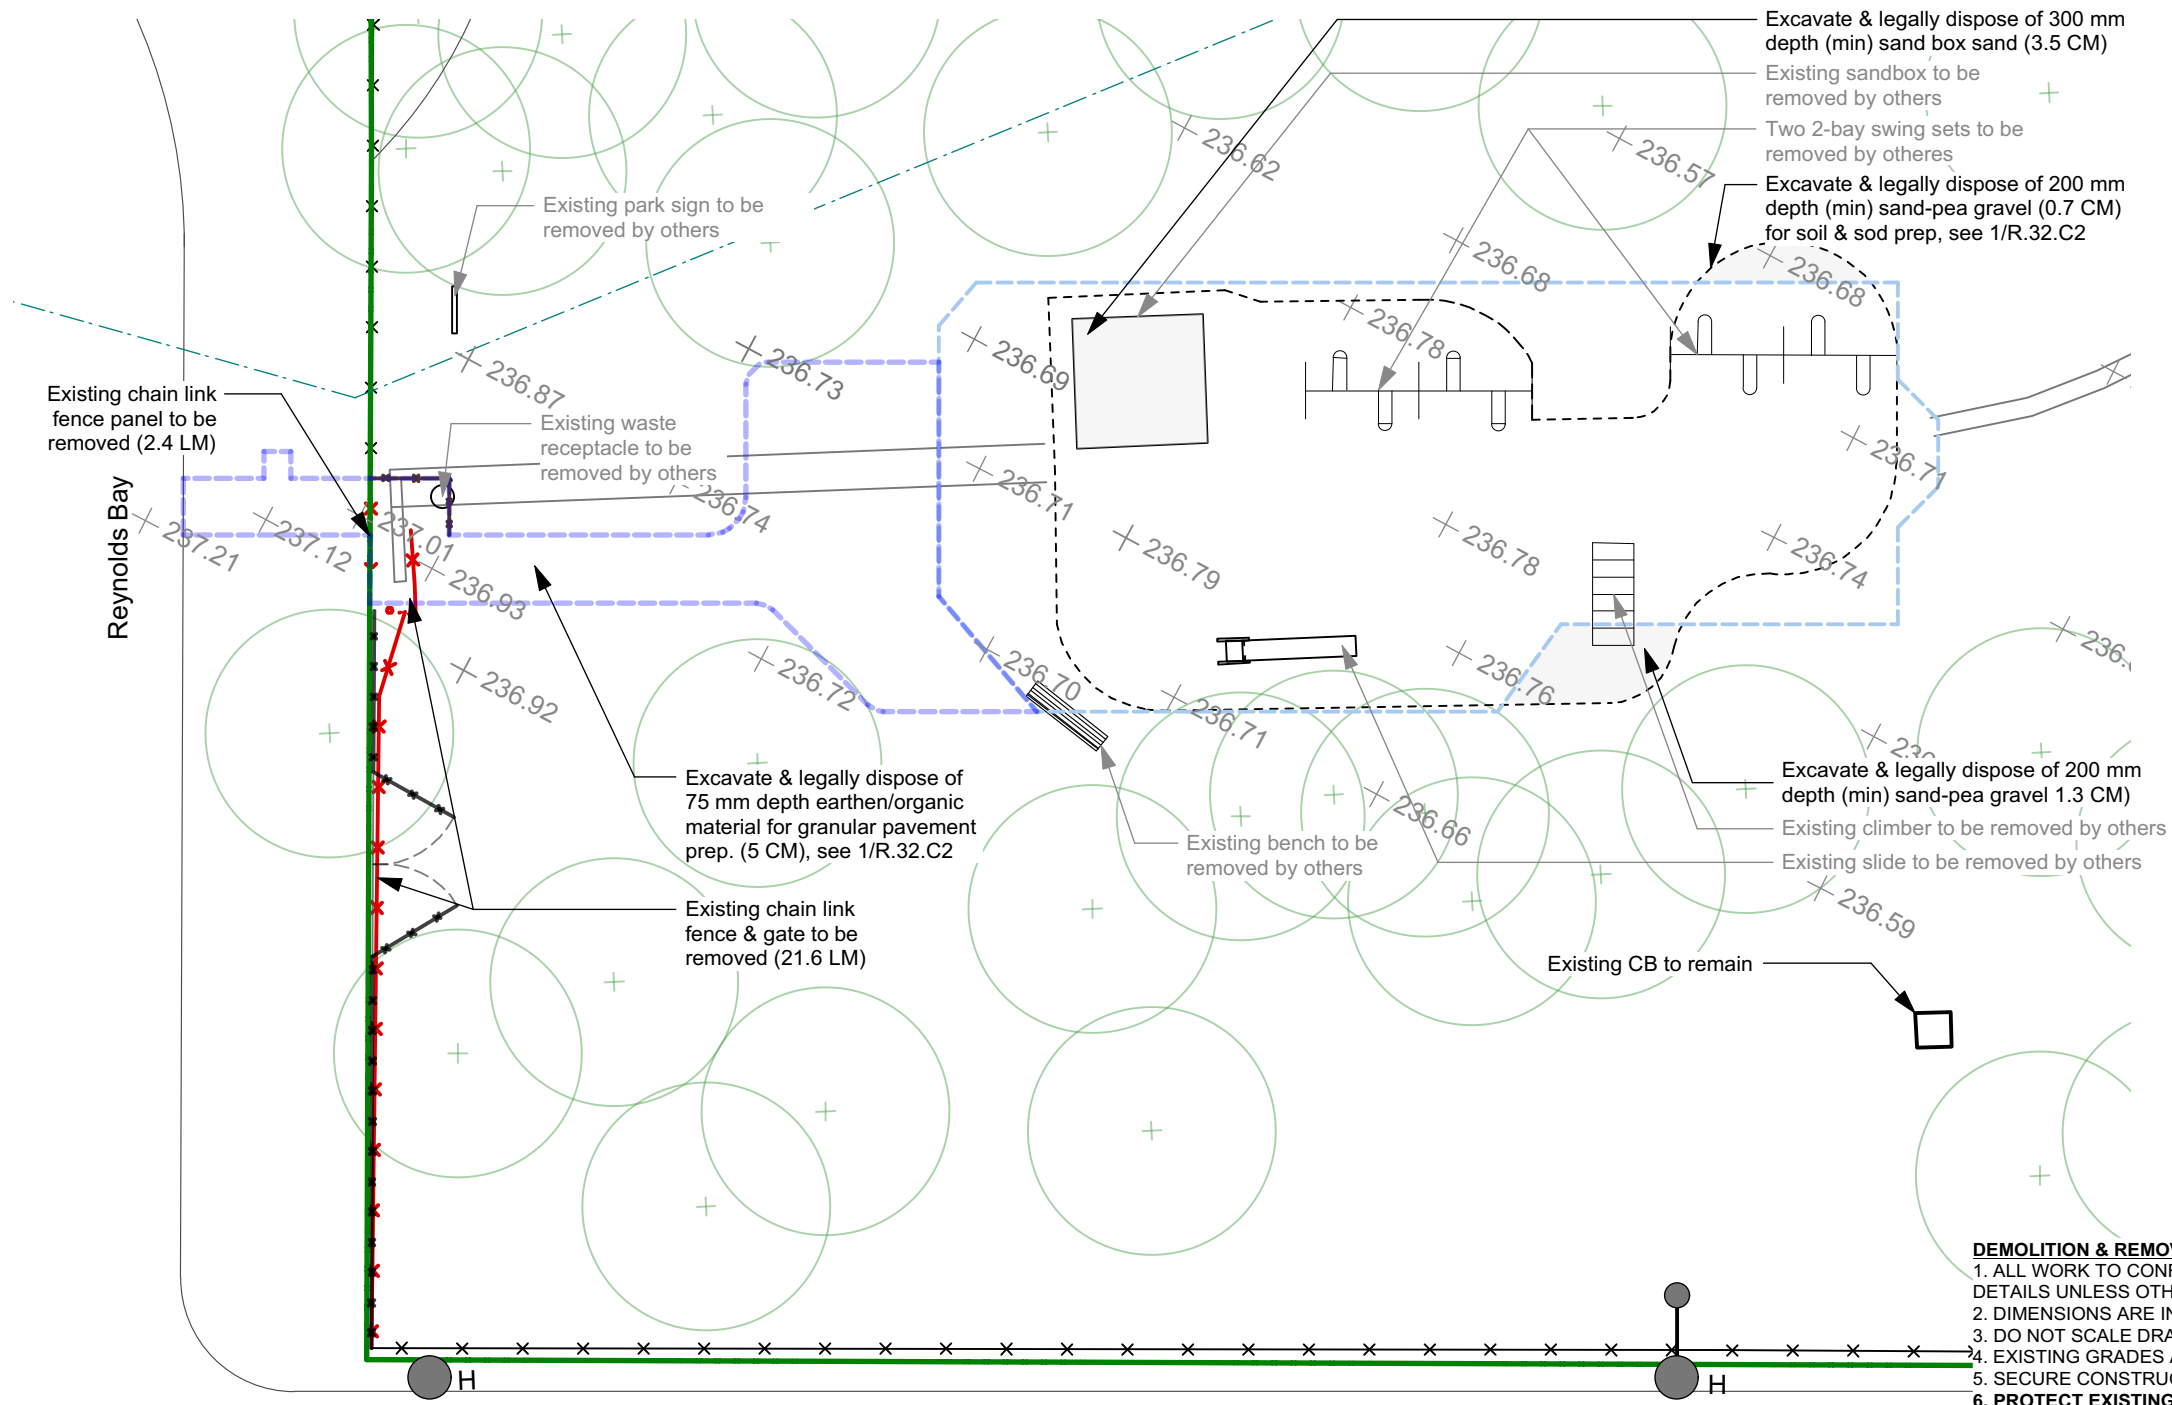 Excavate & legally dispose of 300 mm
depth (min) sand box sand (3.5 CM)
Existing sandbox to be
removed by others
Two 2-bay swing sets to be
removed by otheres
Excavate & legally dispose of 200 mm
depth (min) sand-pea gravel (0.7 CM)
for soil & sod prep, see 1/R.32.C2
236.62
236.57
Existing park sign to be
removed by others
236.68
236.68
236.78
236.69
236.73
236.87
Existing chain link
fence panel to be
removed (2.4 LM)
Existing waste
receptacle to be
removed by others
236.71
236.74
236.71
Reynolds Bay
237.21
237.12
237.01
236.93
236.79
236.78
236.74
236.92
236.72
236.70
236.76
236.71
236.
236.66
Excavate & legally dispose of
75 mm depth earthen/organic
material for granular pavement
prep. (5 CM), see 1/R.32.C2
Existing bench to be
removed by others
Excavate & legally dispose of 200 mm
depth (min) sand-pea gravel 1.3 CM)
Existing climber to be removed by others
Existing slide to be removed by others
236.59
Existing chain link
fence & gate to be
removed (21.6 LM)
Existing CB to remain
DEMOLITION & REMO
1. ALL WORK TO CON
DETAILS UNLESS OTH
2. DIMENSIONS ARE IN
3. DO NOT SCALE DRA
4. EXISTING GRADES
5. SECURE CONSTRU
6. PROTECT EXISTING
H
H